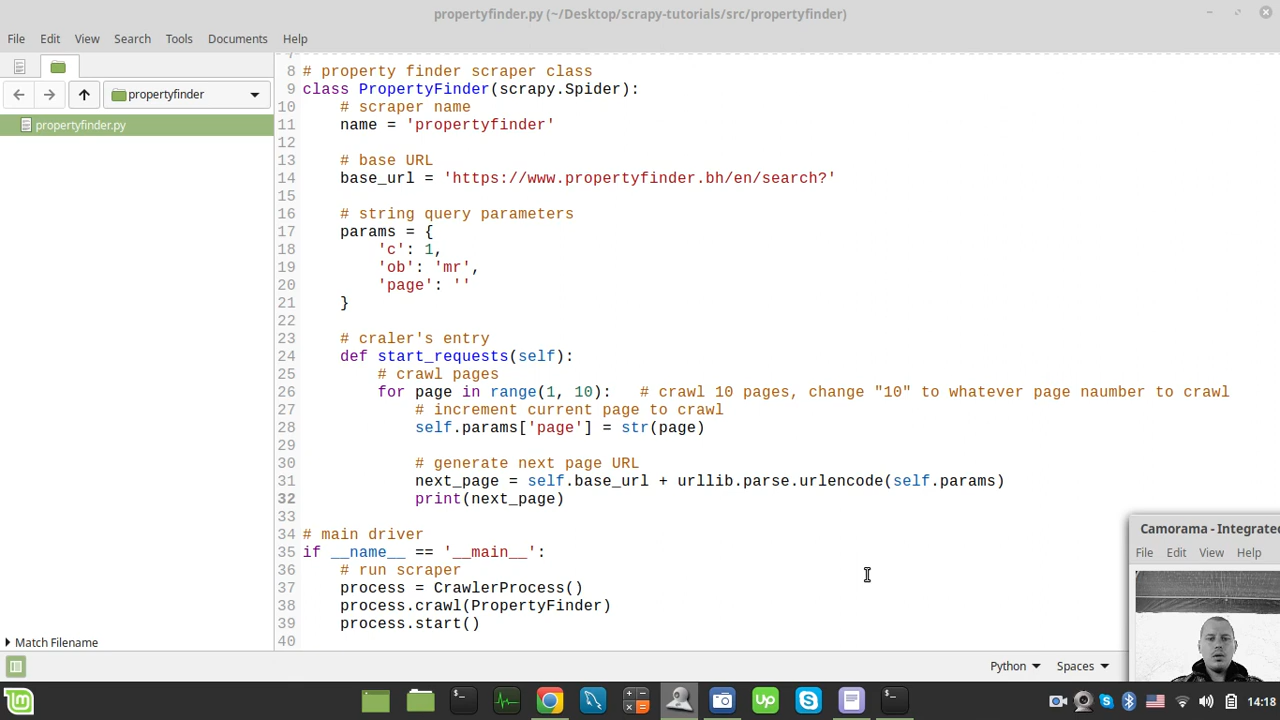 propertyfinder.py (~/Desktop/scrapy-tutorials/src/propertyfinder)
File Edit View Search Tools Documents Help
propertyfinder
propertyfinder.py
7
8 # property finder scraper class
9 class PropertyFinder(scrapy.Spider):
10 # scraper name
11 name = 'propertyfinder'
12
13 # base URL
14 base_url = 'https://www.propertyfinder.bh/en/search?'
15
16 # string query parameters
17 params = {
18 'c': 1,
19 'ob': 'mr',
20 'page': ''
21 }
22
23 # craler's entry
24 def start_requests(self):
25 # crawl pages
26 for page in range(1, 10): # crawl 10 pages, change "10" to whatever page naumber to crawl
27 # increment current page to crawl
28 self.params['page'] = str(page)
29
30 # generate next page URL
31 next_page = self.base_url + urllib.parse.urlencode(self.params)
32 print(next_page)
33
34 # main driver
35 if __name__ == '__main__':
36 # run scraper
37 process = CrawlerProcess()
38 process.crawl(PropertyFinder)
39 process.start()
40
Match Filename
Python Spaces
Camorama - Integrated
File Edit View Help
Up
14:18